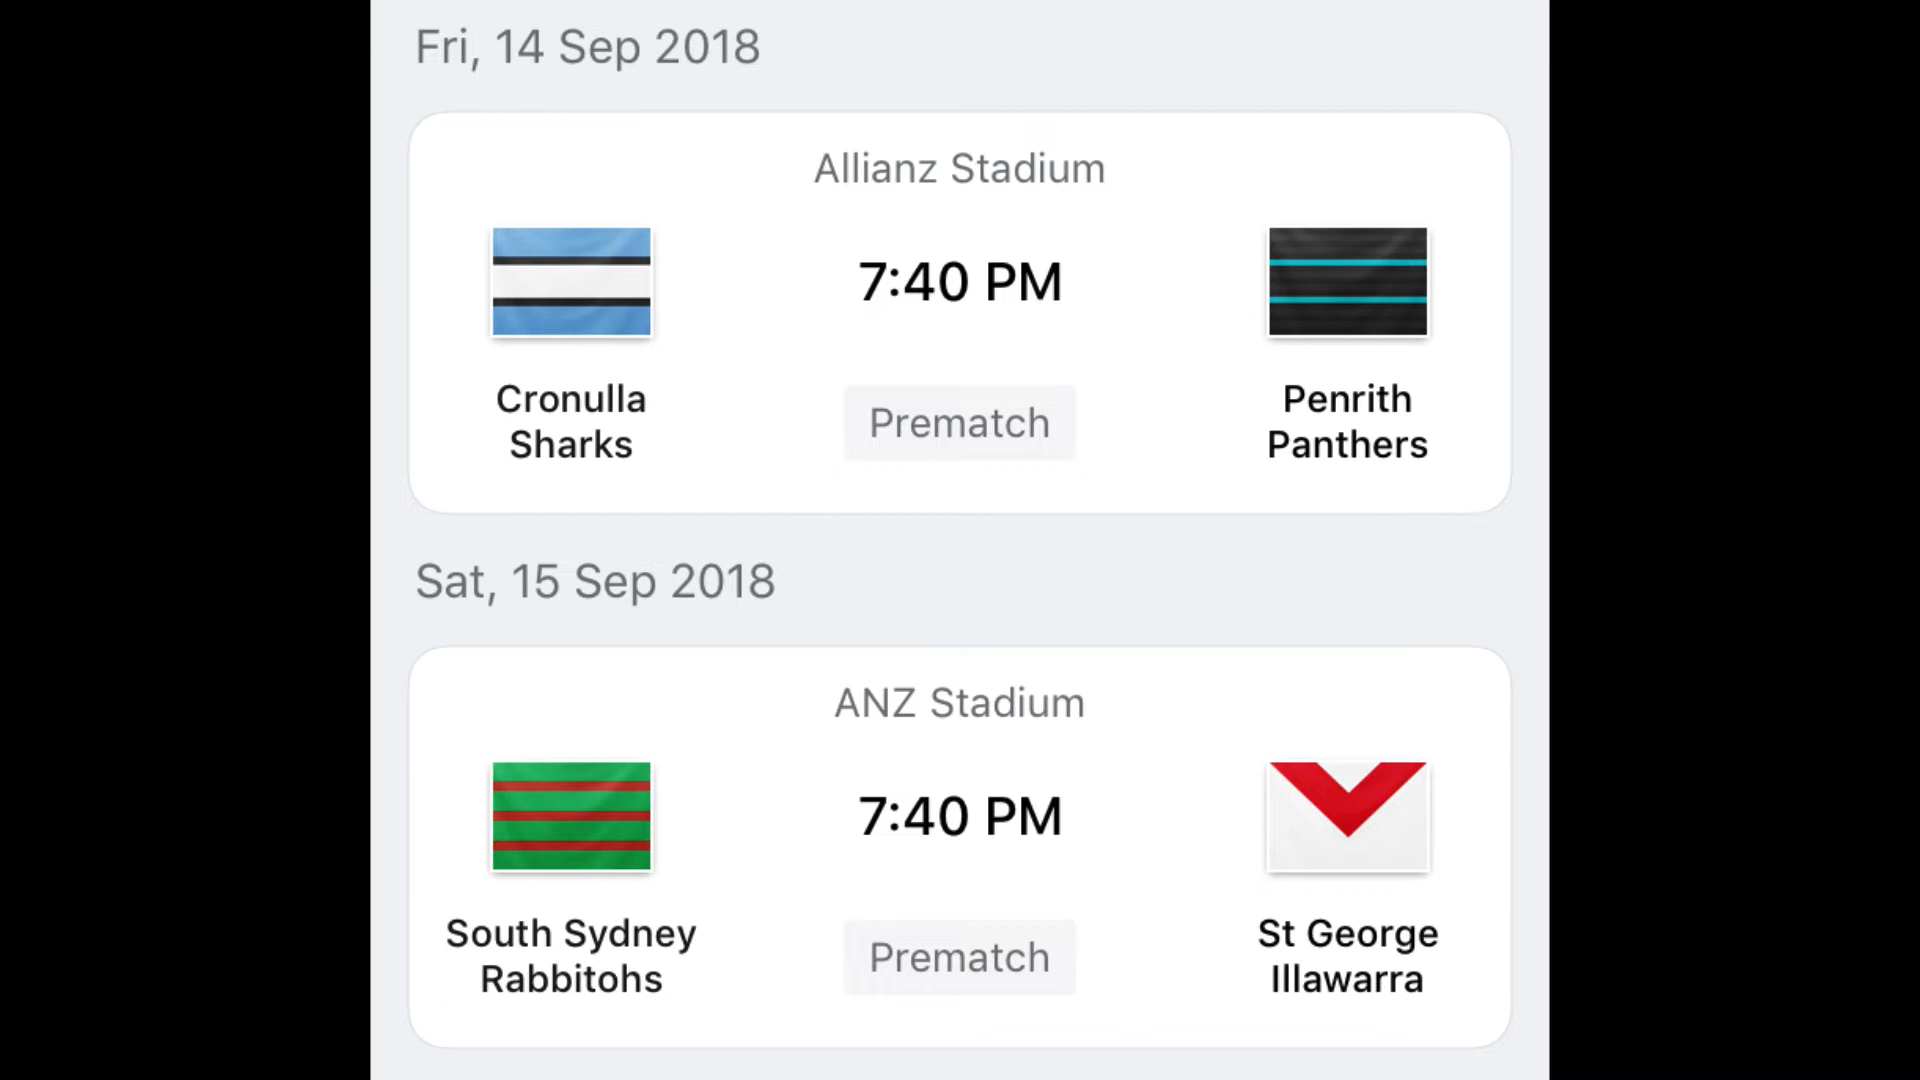 Fri, 14 Sep 2018
Allianz Stadium
7:40 PM
Cronulla
Sharks
Prematch
Penrith
Panthers
Sat, 15 Sep 2018
ANZ Stadium
7:40 PM
South Sydney
Rabbitohs
Prematch
St George
Illawarra